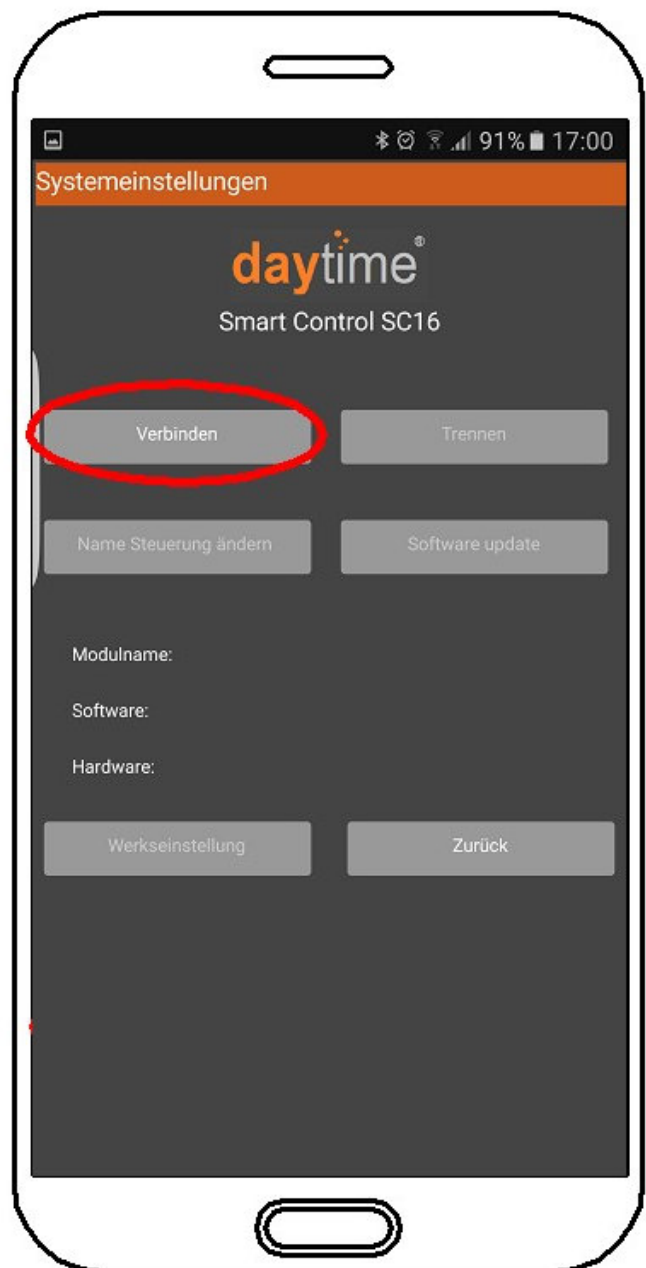 91% 17:00
Systemeinstellungen
daytime®
Smart Control SC16
Verbinden Trennen
Name Steuerung ändern Software update
Modulname:
Software:
Hardware:
Werkseinstellung Zurück